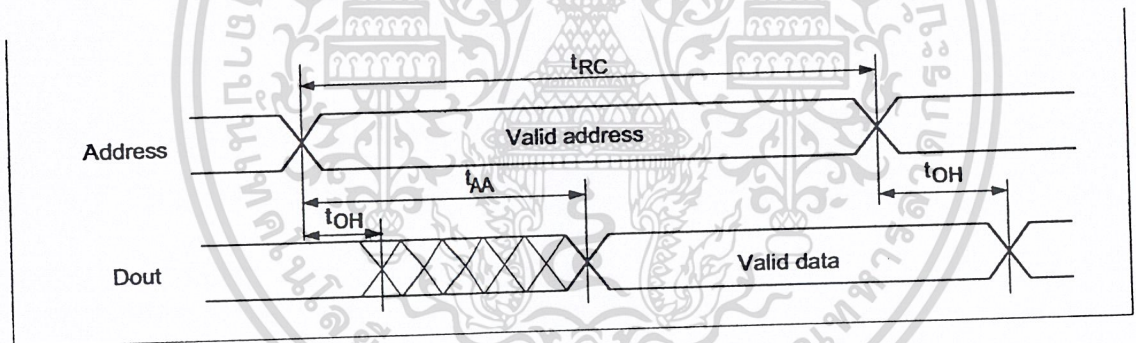 tRC
Address
Valid address
tAA
tOH
tOH
Dout
Valid data